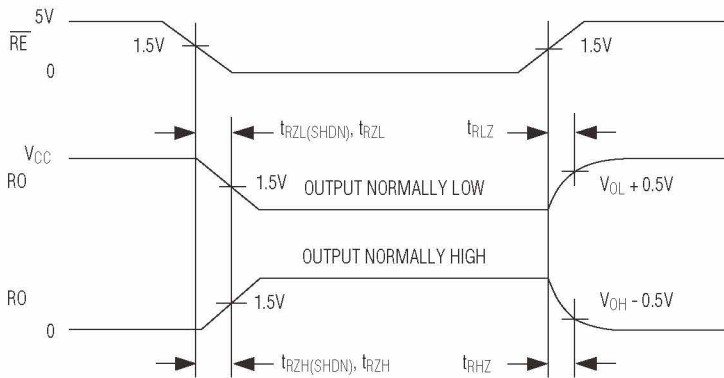 5V
R̅E̅
1.5V
1.5V
0
tRZL(SHDN), tRZL
tRLZ
VCC
RO
1.5V
OUTPUT NORMALLY LOW
VOL + 0.5V
OUTPUT NORMALLY HIGH
RO
1.5V
VOH - 0.5V
0
tRZH(SHDN), tRZH
tRHZ